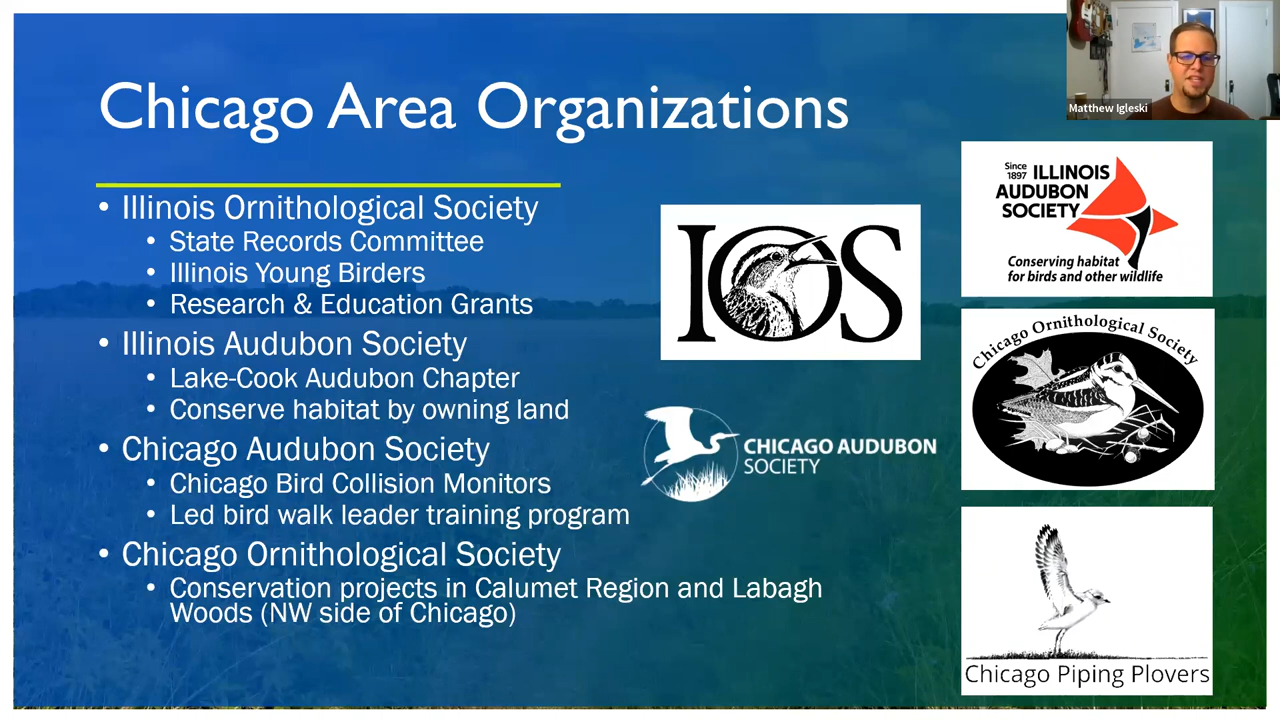 Chicago Area Organizations
Matthew Igleski
• Illinois Ornithological Society
• State Records Committee
• Illinois Young Birders
• Research & Education Grants
• Illinois Audubon Society
• Lake-Cook Audubon Chapter
• Conserve habitat by owning land
• Chicago Audubon Society
• Chicago Bird Collision Monitors
• Led bird walk leader training program
• Chicago Ornithological Society
• Conservation projects in Calumet Region and Labagh
Woods (NW side of Chicago)
IOS
CHICAGO AUDUBON
SOCIETY
Since
1897 ILLINOIS
AUDUBON
SOCIETY
Conserving habitat
for birds and other wildlife
Chicago Ornithological Society
Chicago Piping Plovers